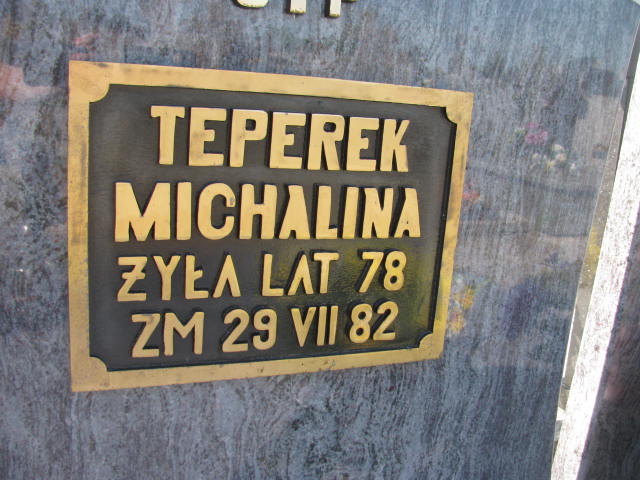 TEPEREK
MICHALINA
ŻYŁA LAT 78
ZM 29 VII 82